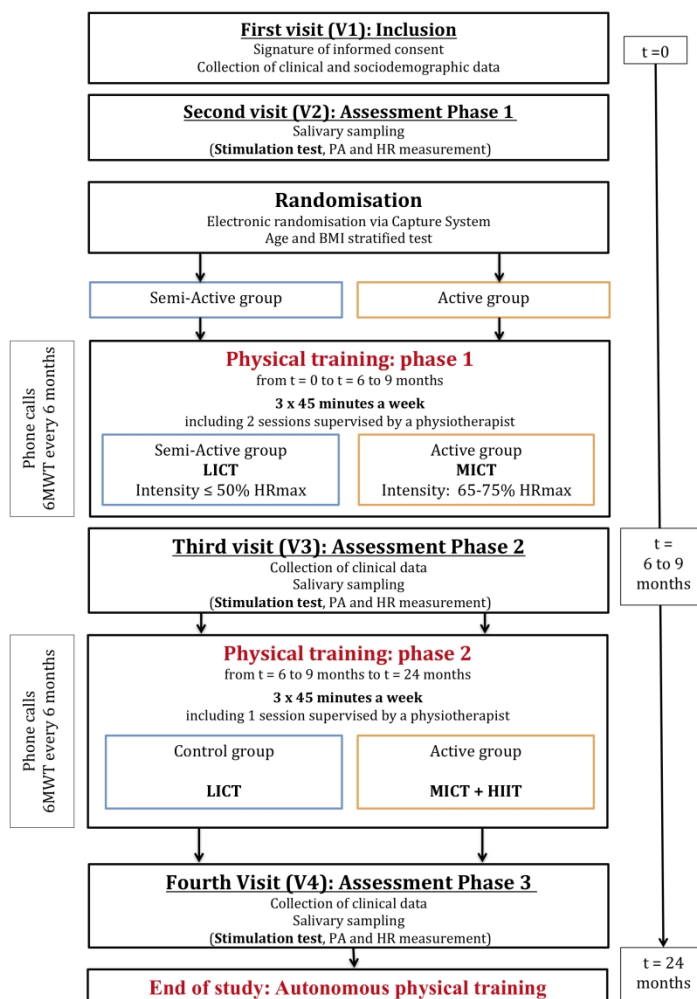 First visit (V1): Inclusion
Signature of informed consent
Collection of clinical and sociodemographic data
t =0
Second visit (V2): Assessment Phase 1
Salivary sampling
(Stimulation test, PA and HR measurement)
Randomisation
Electronic randomisation via Capture System
Age and BMI stratified test
Semi-Active group
Active group
Phone calls
6MWT every 6 months
Physical training: phase 1
from t = 0 to t = 6 to 9 months
3 x 45 minutes a week
including 2 sessions supervised by a physiotherapist
Semi-Active group
LICT
Intensity ≤ 50% HRmax
Active group
MICT
Intensity: 65-75% HRmax
Third visit (V3): Assessment Phase 2
Collection of clinical data
Salivary sampling
(Stimulation test, PA and HR measurement)
t =
6 to 9
months
Phone calls
6MWT every 6 months
Physical training: phase 2
from t = 6 to 9 months to t = 24 months
3 x 45 minutes a week
including 1 session supervised by a physiotherapist
Control group
LICT
Active group
MICT + HIIT
Fourth Visit (V4): Assessment Phase 3
Collection of clinical data
Salivary sampling
(Stimulation test, PA and HR measurement)
t = 24
months
End of study: Autonomous physical training